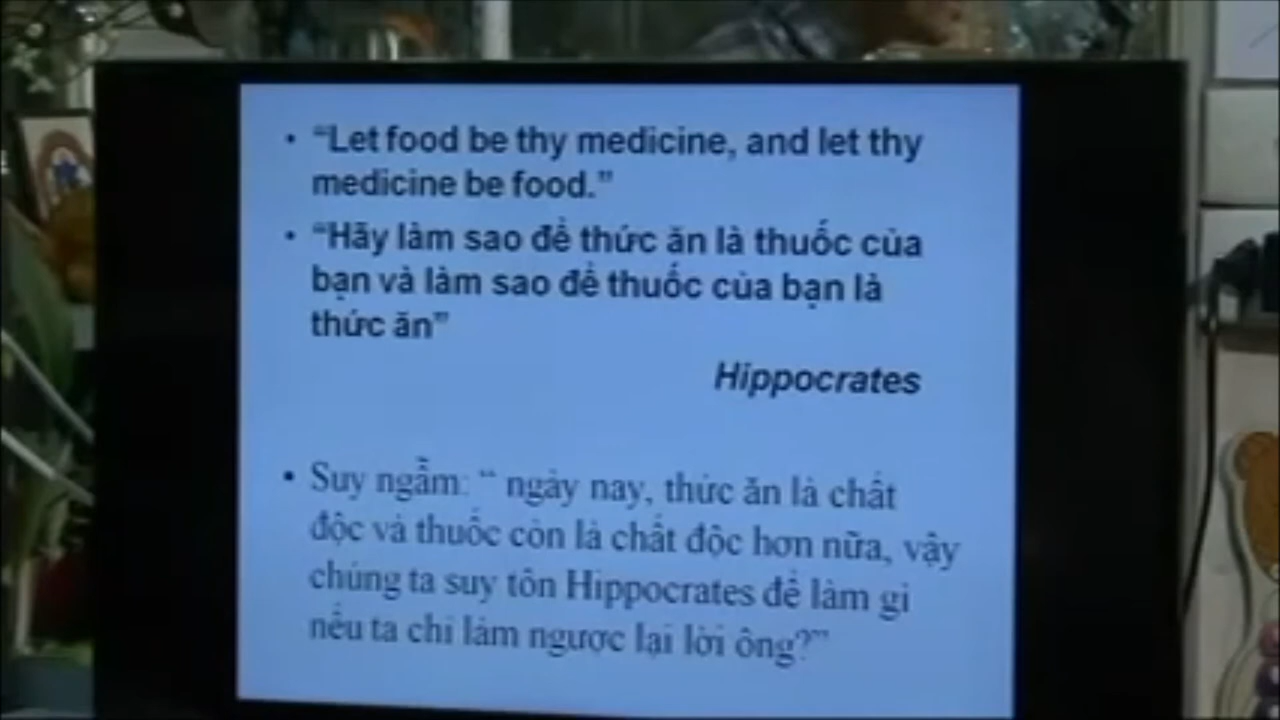 • “Let food be thy medicine, and let thy
medicine be food.”
• “Hãy làm sao để thức ăn là thuốc của
bạn và làm sao để thuốc của bạn là
thức ăn”
Hippocrates
• Suy ngẫm: “ ngày nay, thức ăn là chất
độc và thuốc còn là chất độc hơn nữa, vậy
chúng ta suy tôn Hippocrates để làm gì
nếu ta chỉ làm ngược lại lời ông?”